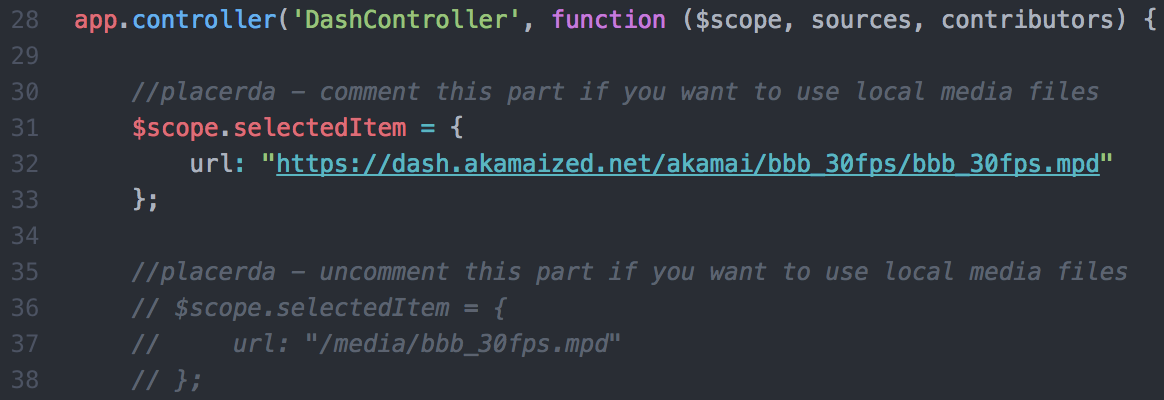 28 app.controller('DashController', function ($scope, sources, contributors) {
29
30 //placerda - comment this part if you want to use local media files
31 $scope.selectedItem = {
32 url: "https://dash.akamaized.net/akamai/bbb_30fps/bbb_30fps.mpd"
33 };
34
35 //placerda - uncomment this part if you want to use local media files
36 // $scope.selectedItem = {
37 // url: "/media/bbb_30fps.mpd"
38 // };